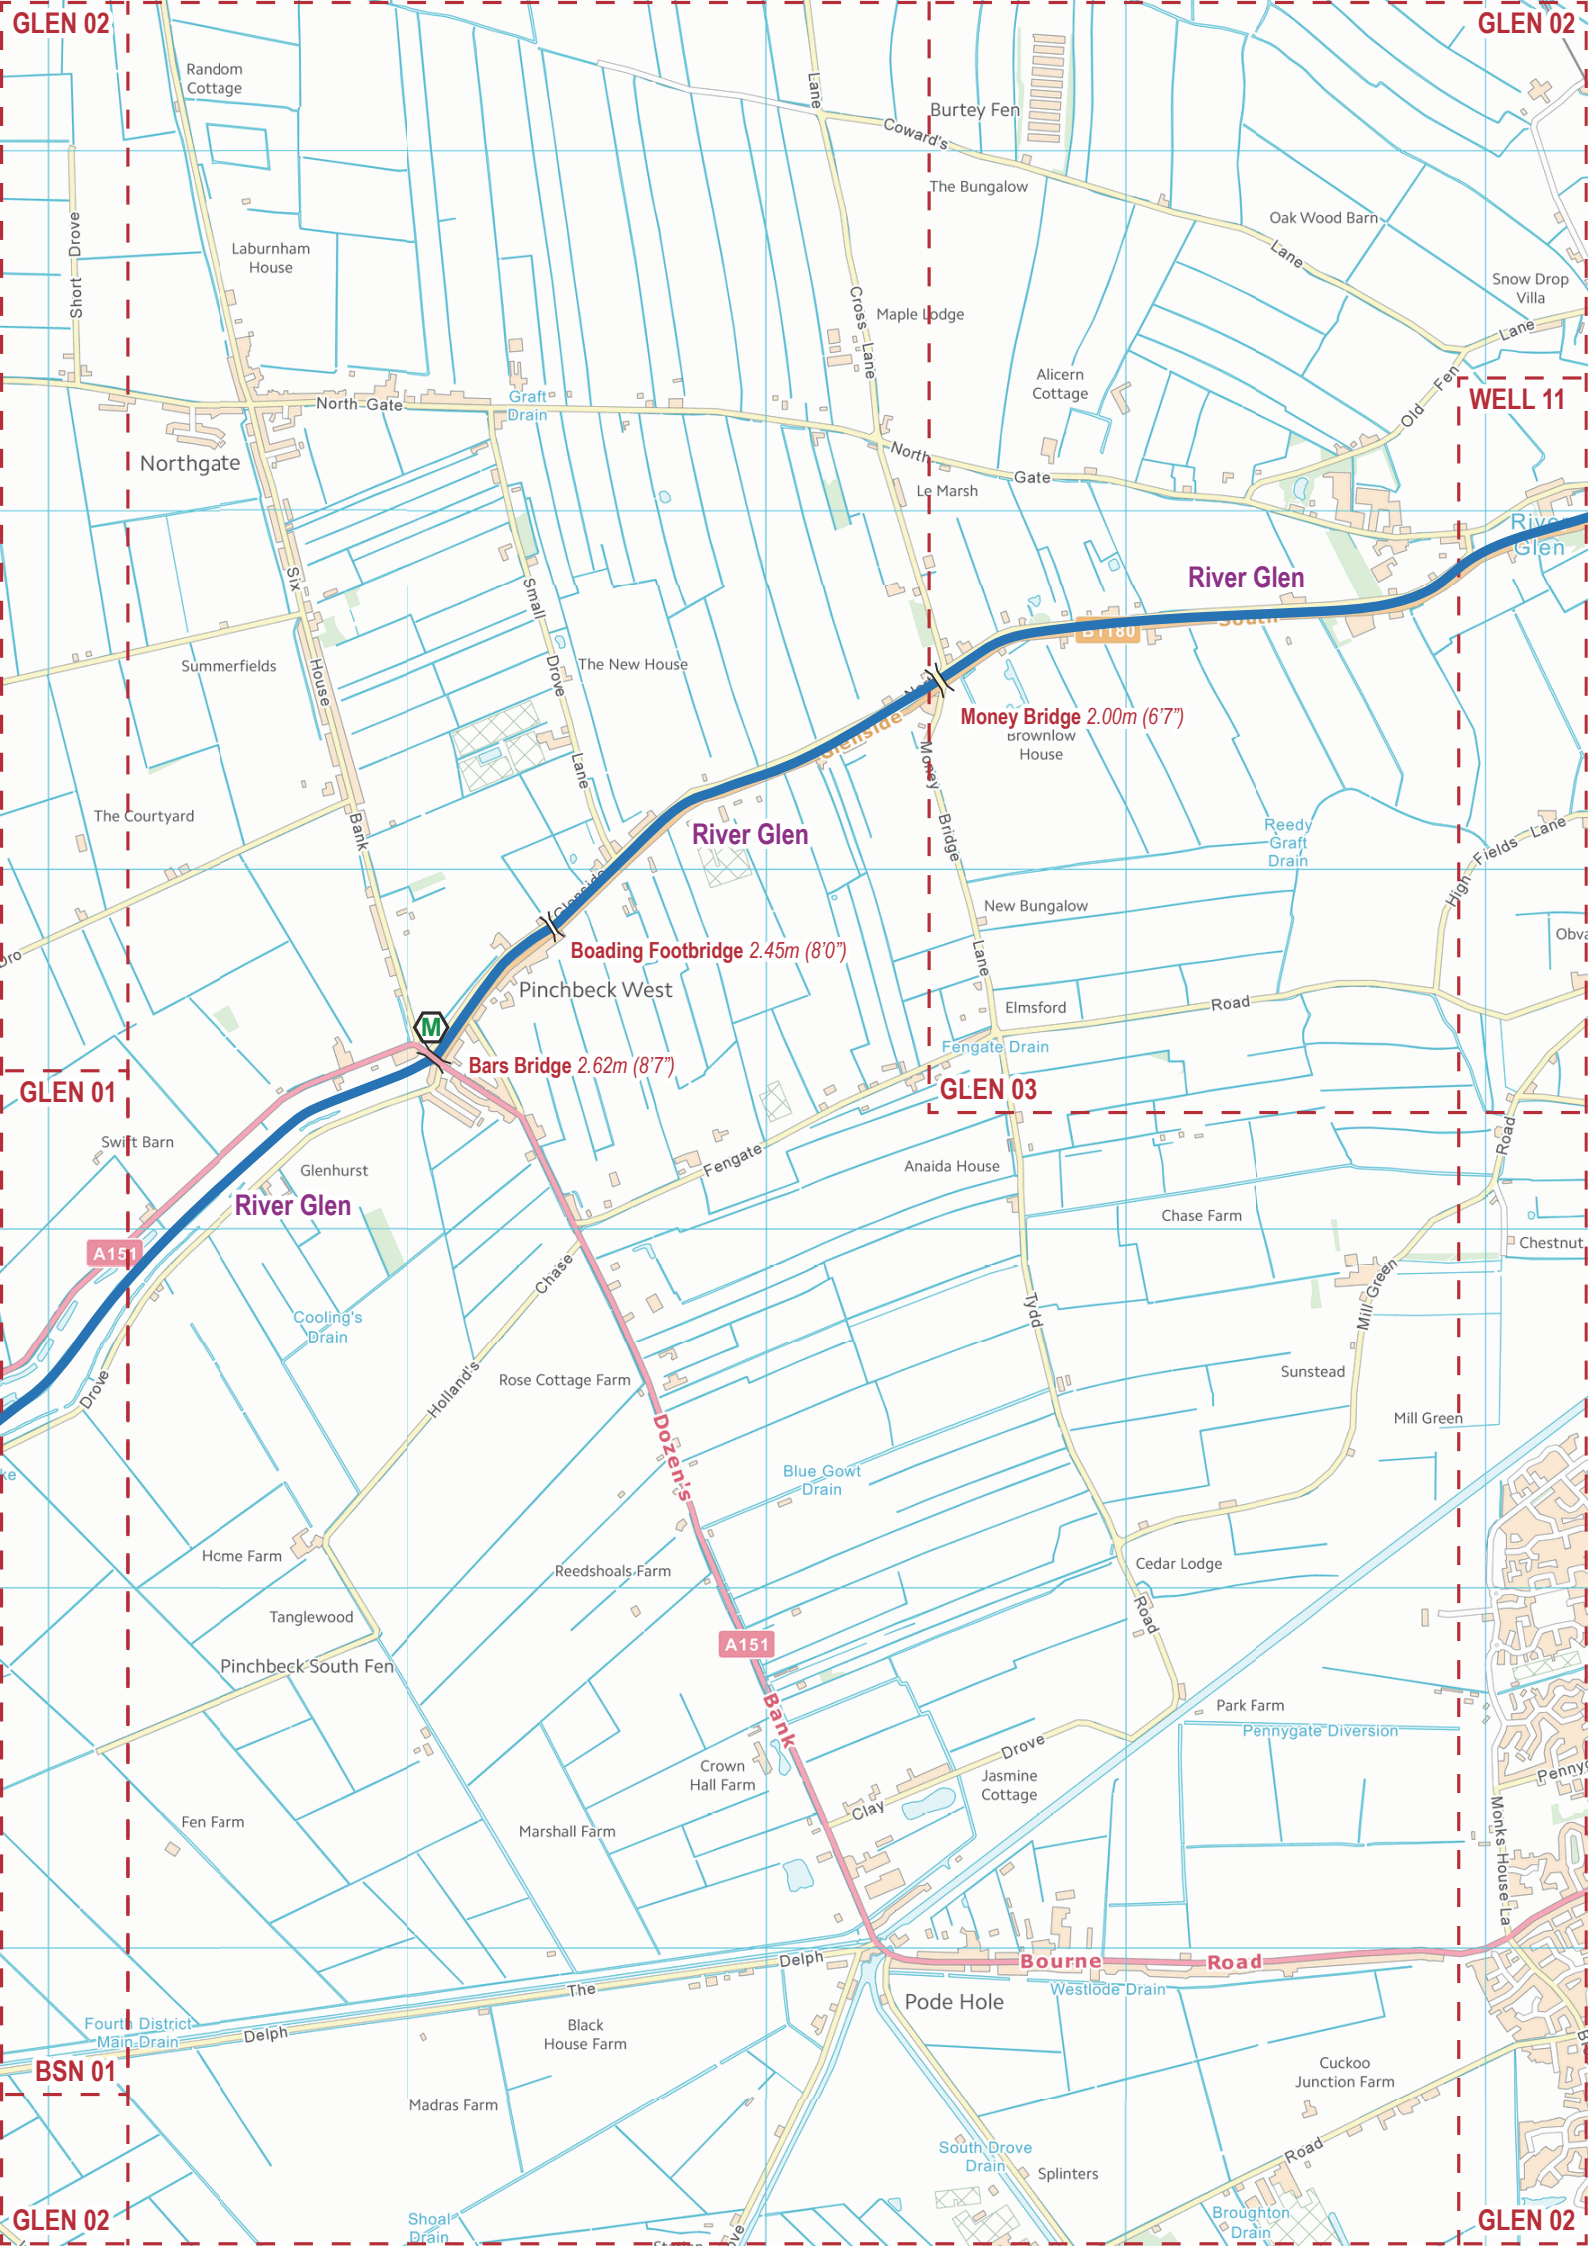 GLEN 02
GLEN 02
Random
Cottage
Lane
Burtey Fen
Coward's
The Bungalow
Short Drove
Oak Wood Barn
Laburnham
House
Lane
Snow Drop
Villa
Cross Lane
Maple Lodge
Lane
Alicern
Cottage
Old Fen
WELL 11
North Gate
Graft
Drain
Northgate
North
Gate
Le Marsh
River
Glen
Six
House
Bank
Small
Drove
Lane
River Glen
B1180
South
Summerfields
The New House
North
Money Bridge 2.00m (6'7")
Brownlow
House
Glenside
Money
Bridge
Lane
The Courtyard
River Glen
Reedy
Graft
Drain
High Fields Lane
Glenside
New Bungalow
Boading Footbridge 2.45m (8'0")
Pinchbeck West
Elmsford
Road
M
Fengate Drain
Bars Bridge 2.62m (8'7")
GLEN 01
GLEN 03
Swift Barn
Fengate
Road
Glenhurst
Anaida House
River Glen
Chase Farm
A151
Chestnut
Holland's
Chase
Cooling's
Drain
Tydd
Mill Green
Drove
Rose Cottage Farm
Sunstead
Mill Green
Dozen's
Blue Gowt
Drain
Home Farm
Reedshoals Farm
Cedar Lodge
Tanglewood
Road
A151
Pinchbeck South Fen
Bank
Park Farm
Pennygate Diversion
Drove
Crown
Hall Farm
Jasmine
Cottage
Clay
Monks House La
Fen Farm
Marshall Farm
Delph
Bourne Road
Westlode Drain
The
Pode Hole
Fourth District
Main Drain
Delph
Black
House Farm
BSN 01
Cuckoo
Junction Farm
Madras Farm
South Drove
Drain
Road
Splinters
Shoal
Drain
Broughton
Drain
GLEN 02
GLEN 02